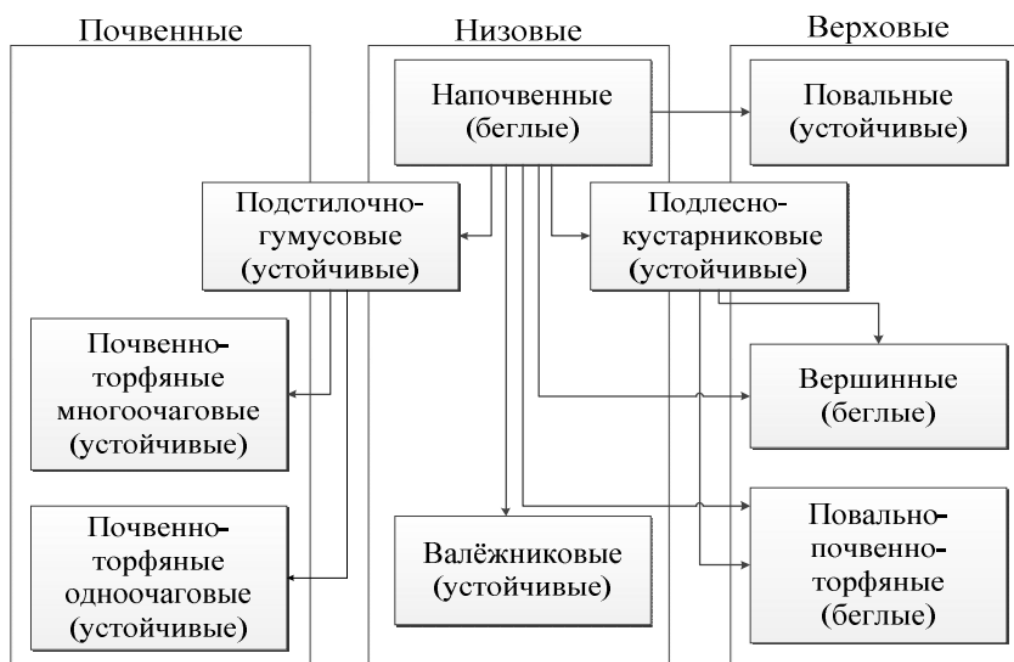 Почвенные
Низовые
Верховые
Напочвенные
(беглые)
Повальные
(устойчивые)
Подстилочно-
гумусовые
(устойчивые)
Подлесно-
кустарниковые
(устойчивые)
Почвенно-
торфяные
многоочаговые
(устойчивые)
Вершинные
(беглые)
Почвенно-
торфяные
одноочаговые
(устойчивые)
Валёжниковые
(устойчивые)
Повально-
почвенно-
торфяные
(беглые)